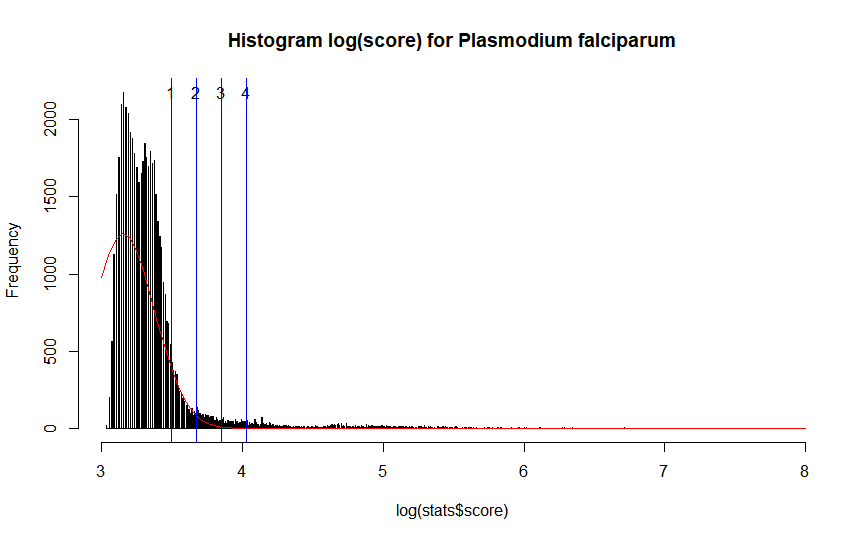 Histogram log(score) for Plasmodium falciparum
1 2 3 4
Frequency
2000
1500
1000
500
0
3 4 5 6 7 8
log(stats$score)